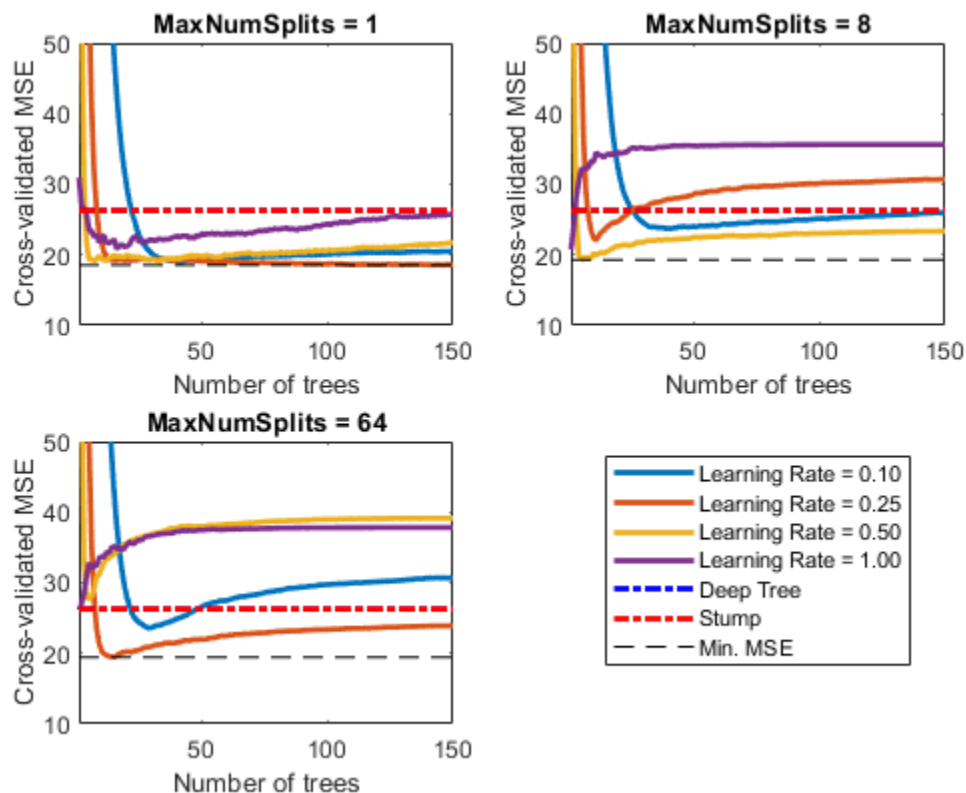 MaxNumSplits = 1
50
40
30
20
10
Cross-validated MSE
50
100
150
Number of trees
MaxNumSplits = 8
50
40
30
20
10
Cross-validated MSE
50
100
150
Number of trees
MaxNumSplits = 64
50
40
30
20
10
Cross-validated MSE
50
100
150
Number of trees
Learning Rate = 0.10
Learning Rate = 0.25
Learning Rate = 0.50
Learning Rate = 1.00
Deep Tree
Stump
Min. MSE